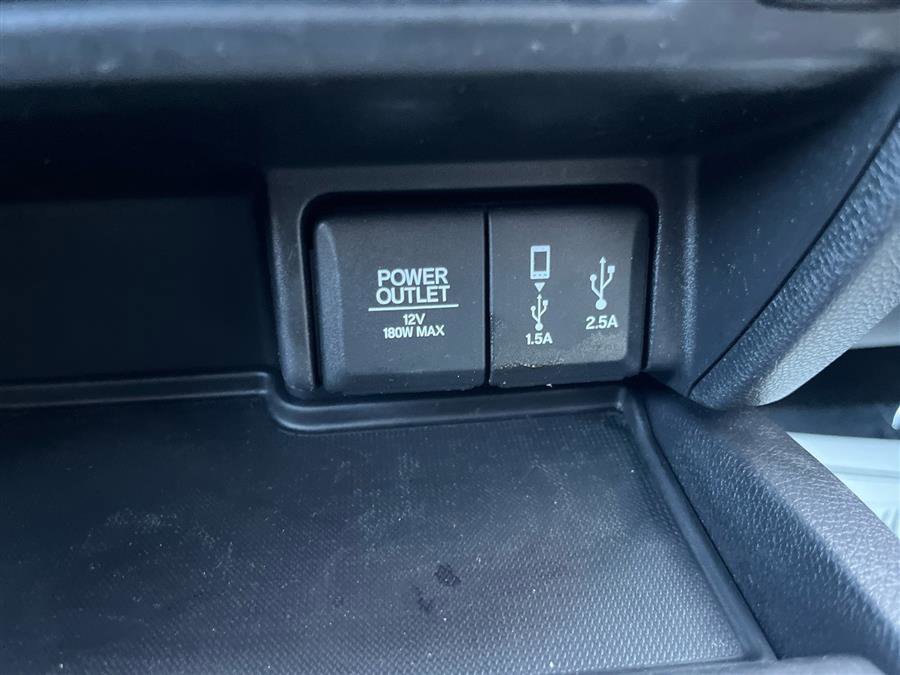 POWER
OUTLET
12V
180W MAX
1.5A
2.5A